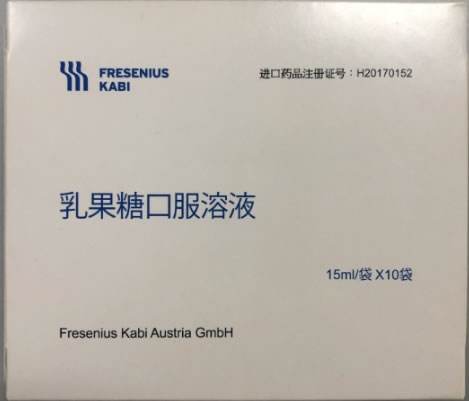 FRESENIUS
KABI
进口药品注册证号：H20170152
乳果糖口服溶液
15ml/袋 X10袋
Fresenius Kabi Austria GmbH